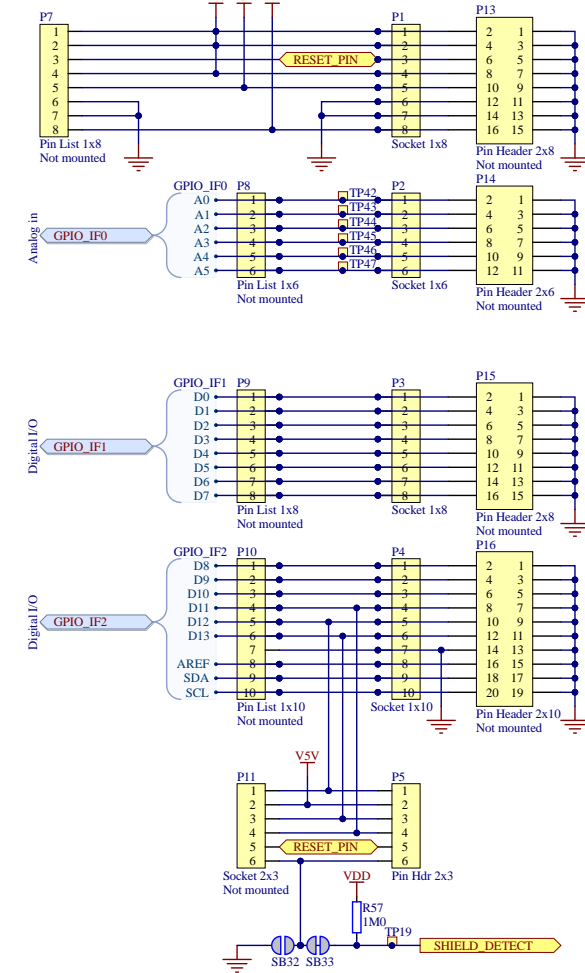 P7 P1 P13
1 1 2 1
2 2 4 3
3 RESET_PIN 3 6 5
4 4 8 7
5 5 10 9
6 6 12 11
7 7 14 13
8 8 16 15
Pin List 1x8 Socket 1x8 Pin Header 2x8
Not mounted Not mounted
Analog in
GPIO_IF0
GPIO_IF0 P8 P2 P14
A0 1 TP42 1 2 1
A1 2 TP43 2 4 3
A2 3 TP44 3 6 5
A3 4 TP45 4 8 7
A4 5 TP46 5 10 9
A5 6 TP47 6 12 11
Pin List 1x6 Socket 1x6 Pin Header 2x6
Not mounted Not mounted
Digital I/O
GPIO_IF1
GPIO_IF1 P9 P3 P15
D0 1 1 2 1
D1 2 2 4 3
D2 3 3 6 5
D3 4 4 8 7
D4 5 5 10 9
D5 6 6 12 11
D6 7 7 14 13
D7 8 8 16 15
Pin List 1x8 Socket 1x8 Pin Header 2x8
Not mounted Not mounted
Digital I/O
GPIO_IF2
GPIO_IF2 P10 P4 P16
D8 1 1 2 1
D9 2 2 4 3
D10 3 3 6 5
D11 4 4 8 7
D12 5 5 10 9
D13 6 6 12 11
7 7 14 13
AREF 8 8 16 15
SDA 9 9 18 17
SCL 10 10 20 19
Pin List 1x10 Socket 1x10 Pin Header 2x10
Not mounted Not mounted
V5V
P11 P5
1 1
2 2
3 3
4 4
5 RESET_PIN 5
6 6
Socket 2x3 Pin Hdr 2x3
Not mounted
VDD
R57
1M0
TP19
SHIELD_DETECT
SB32 SB33